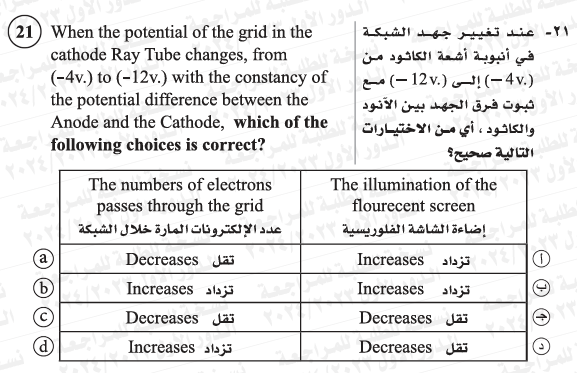 21 When the potential of the grid in the
cathode Ray Tube changes, from
(-4v.) to (-12v.) with the constancy of
the potential difference between the
Anode and the Cathode, which of the
following choices is correct?
٢١- عند تغيير جهد الشبكة
في أنبوبة أشعة الكاثود من
(-4 v.) إلى (-12 v.) مع
ثبوت فرق الجهد بين الآنود
والكاثود ، أي من الاختيارات
التالية صحيح؟
The numbers of electrons
passes through the grid
عدد الإلكترونات المارة خلال الشبكة
The illumination of the
flourecent screen
إضاءة الشاشة الفلوريسية
a Decreases تقل Increases تزداد أ
b Increases تزداد Increases تزداد ب
c Decreases تقل Decreases تقل ج
d Increases تزداد Decreases تقل د